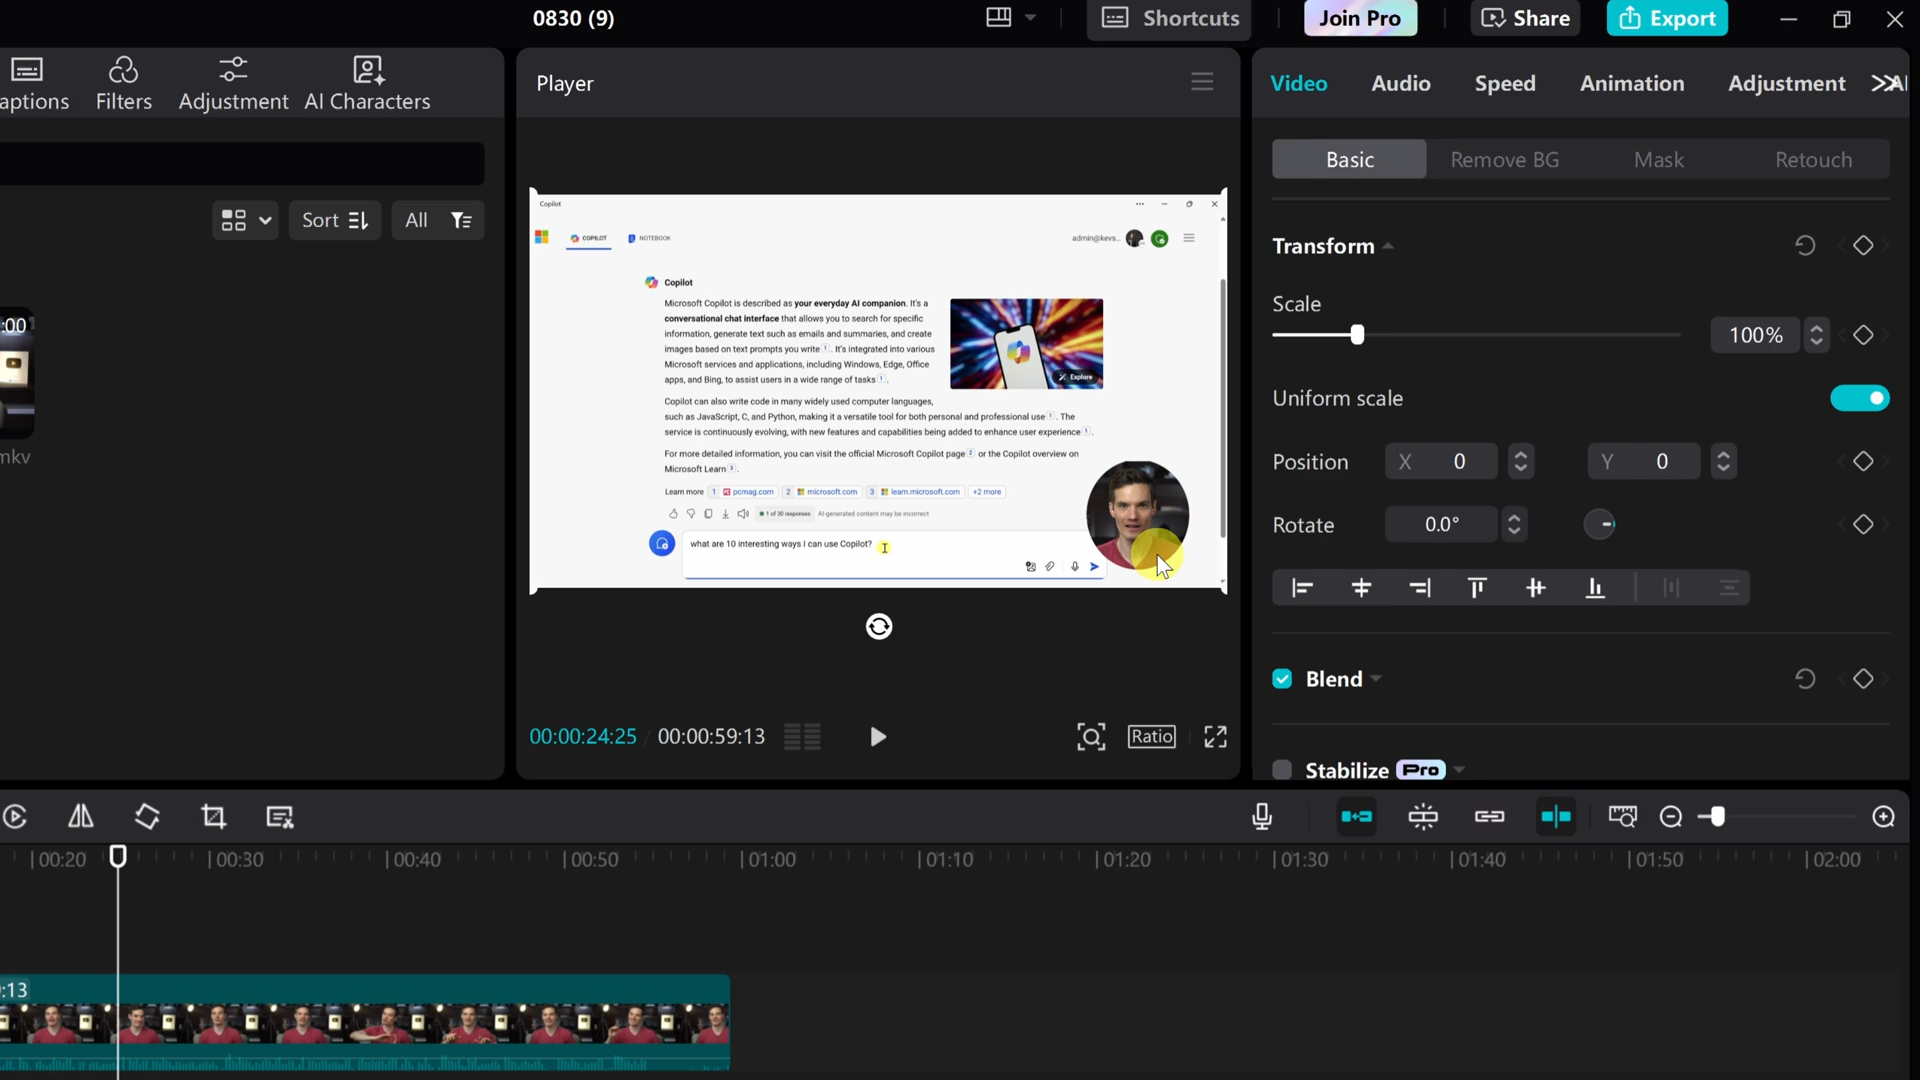 0830 (9)
Shortcuts
Join Pro
Share
Export
aptions
Filters
Adjustment
AI Characters
Player
Video
Audio
Speed
Animation
Adjustment
AI
Basic
Remove BG
Mask
Retouch
Sort
All
:00
mkv
Copilot
COPILOT
NOTEBOOK
admin@kevs...
Copilot
Microsoft Copilot is described as your everyday AI companion. It's a
conversational chat interface that allows you to search for specific
information, generate text such as emails and summaries, and create
images based on text prompts you write 1. It's integrated into various
Microsoft services and applications, including Windows, Edge, Office
apps, and Bing, to assist users in a wide range of tasks 1.
Explore
Copilot can also write code in many widely used computer languages,
such as JavaScript, C, and Python, making it a versatile tool for both personal and professional use 1. The
service is continuously evolving, with new features and capabilities being added to enhance user experience 1.
For more detailed information, you can visit the official Microsoft Copilot page 2 or the Copilot overview on
Microsoft Learn 3.
Learn more 1 pcmag.com 2 microsoft.com 3 learn.microsoft.com +2 more
1 of 30 responses AI-generated content may be incorrect
what are 10 interesting ways I can use Copilot?
Transform
Scale
100%
Uniform scale
Position X 0 Y 0
Rotate 0.0°
Blend
Stabilize Pro
00:00:24:25 / 00:00:59:13
Ratio
00:20 00:30 00:40 00:50 01:00 01:10 01:20 01:30 01:40 01:50 02:00
:13